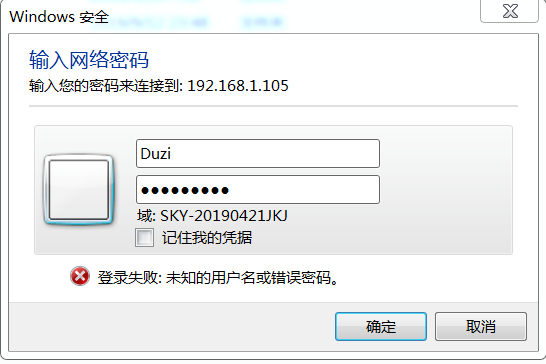 Windows 安全
输入网络密码
输入您的密码来连接到: 192.168.1.105
Duzi
●●●●●●●●●
域: SKY-20190421JKJ
记住我的凭据
登录失败: 未知的用户名或错误密码。
确定
取消